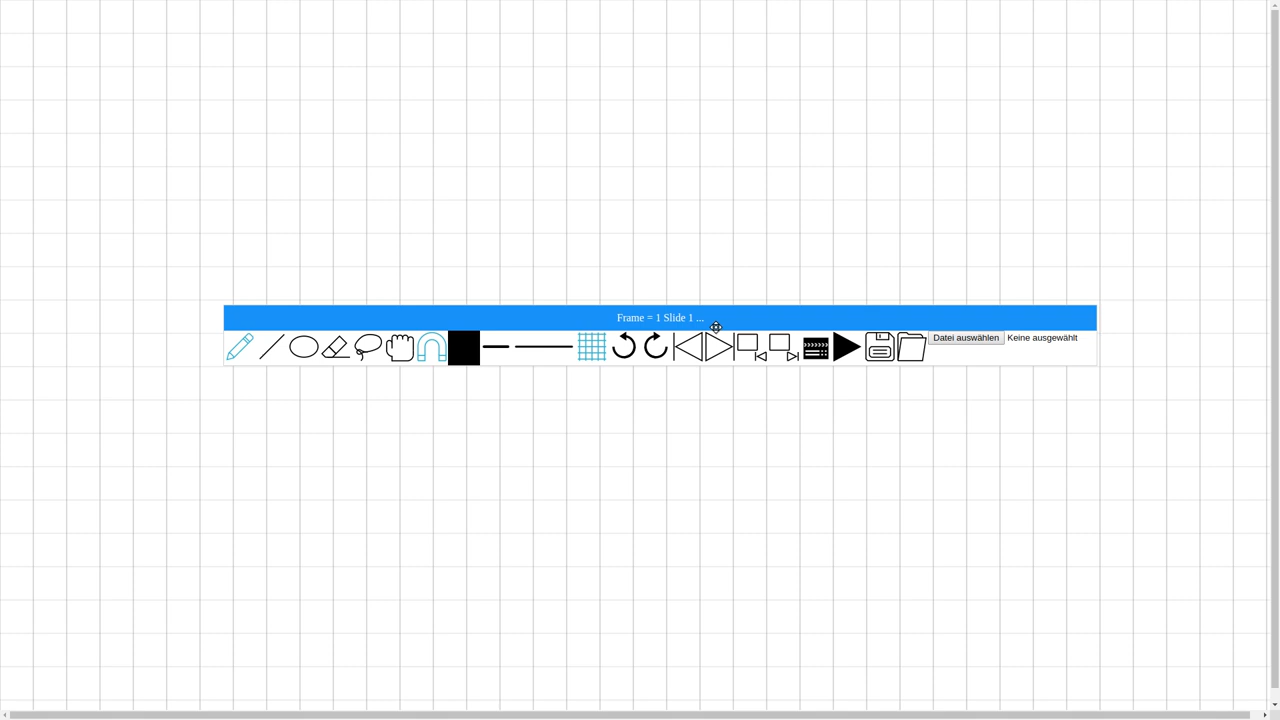 Frame = 1 Slide 1 ...
Datei auswählen Keine ausgewählt